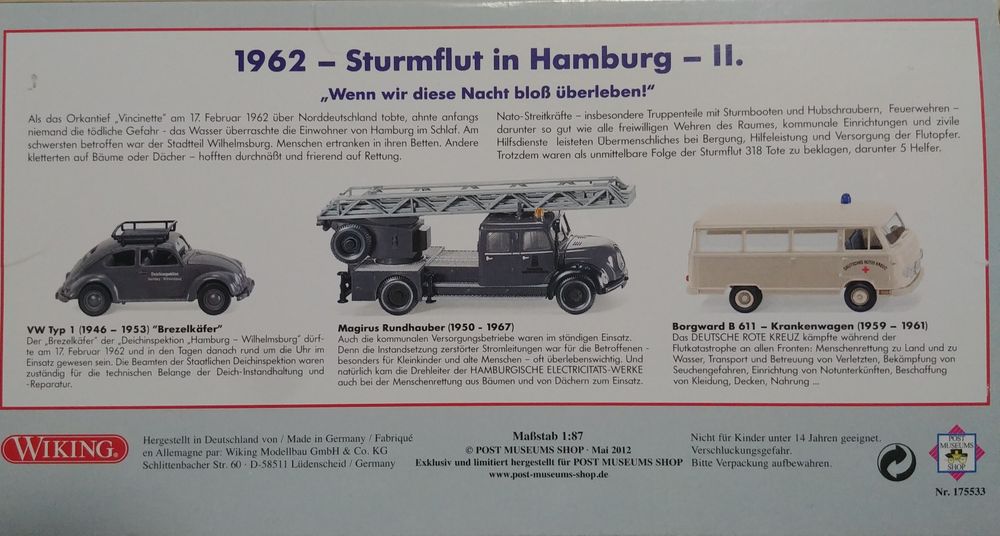 1962 – Sturmflut in Hamburg – II.
„Wenn wir diese Nacht bloß überleben!“
Als das Orkantief „Vincinette“ am 17. Februar 1962 über Norddeutschland tobte, ahnte anfangs
niemand die tödliche Gefahr - das Wasser überraschte die Einwohner von Hamburg im Schlaf. Am
schwersten betroffen war der Stadtteil Wilhelmsburg. Menschen ertranken in ihren Betten. Andere
kletterten auf Bäume oder Dächer – hofften durchnäßt und frierend auf Rettung.
Nato-Streitkräfte – insbesondere Truppenteile mit Sturmbooten und Hubschraubern, Feuerwehren –
darunter so gut wie alle freiwilligen Wehren des Raumes, kommunale Einrichtungen und zivile
Hilfsdienste leisteten Übermenschliches bei Bergung, Hilfeleistung und Versorgung der Flutopfer.
Trotzdem waren als unmittelbare Folge der Sturmflut 318 Tote zu beklagen, darunter 5 Helfer.
Deichinspektion
DEUTSCHES ROTES KREUZ
VW Typ 1 (1946 – 1953) "Brezelkäfer"
Der „Brezelkäfer“ der „Deichinspektion „Hamburg – Wilhelmsburg“ dürf-
te am 17. Februar 1962 und in den Tagen danach rund um die Uhr im
Einsatz gewesen sein. Die Beamten der Staatlichen Deichinspektion waren
zuständig für die technischen Belange der Deich-Instandhaltung und
-Reparatur.
Magirus Rundhauber (1950 - 1967)
Auch die kommunalen Versorgungsbetriebe waren im ständigen Einsatz.
Denn die Instandsetzung zerstörter Stromleitungen war für die Betroffenen -
besonders für Kleinkinder und alte Menschen – oft überlebenswichtig. Und
natürlich kam die Drehleiter der HAMBURGISCHE ELECTRICITÄTS-WERKE
auch bei der Menschenrettung aus Bäumen und von Dächern zum Einsatz.
Borgward B 611 – Krankenwagen (1959 – 1961)
Das DEUTSCHE ROTE KREUZ kämpfte während der
Flutkatastrophe an allen Fronten: Menschenrettung zu Land und zu
Wasser, Transport und Betreuung von Verletzten, Bekämpfung von
Seuchengefahren, Einrichtung von Notunterkünften, Beschaffung
von Kleidung, Decken, Nahrung ...
WIKING®
Hergestellt in Deutschland von / Made in Germany / Fabriqué
en Allemagne par: Wiking Modellbau GmbH & Co. KG
Schlittenbacher Str. 60 · D-58511 Lüdenscheid / Germany
Maßstab 1:87
© POST MUSEUMS SHOP · Mai 2012
Exklusiv und limitiert hergestellt für POST MUSEUMS SHOP
www.post-museums-shop.de
Nicht für Kinder unter 14 Jahren geeignet.
Verschluckungsgefahr.
Bitte Verpackung aufbewahren.
POST
MUSEUMS
SHOP
Nr. 175533